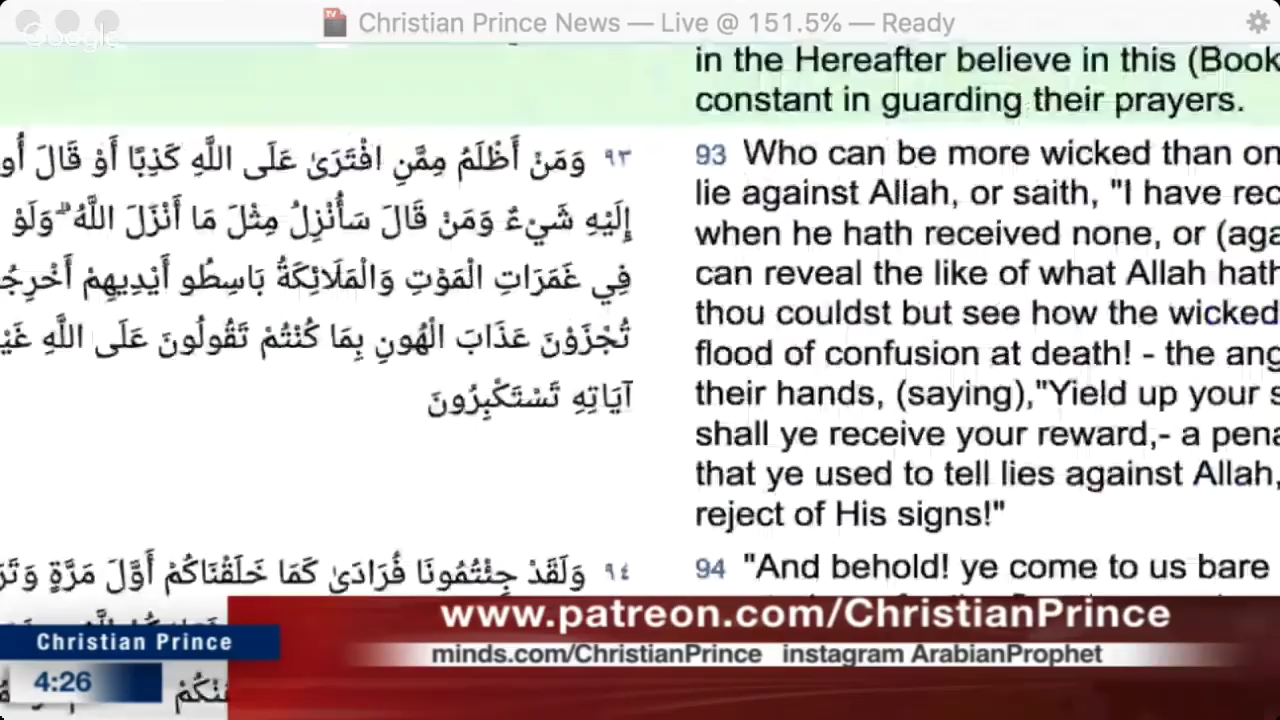 Christian Prince News — Live @ 151.5% — Ready
Google
in the Hereafter believe in this (Book
constant in guarding their prayers.
٩٣ وَمَنْ أَظْلَمُ مِمَّنِ افْتَرَىٰ عَلَى اللَّهِ كَذِبًا أَوْ قَالَ أُو
إِلَيْهِ شَيْءٌ وَمَنْ قَالَ سَأُنْزِلُ مِثْلَ مَا أَنْزَلَ اللَّهُ ۗ وَلَوْ
فِي غَمَرَاتِ الْمَوْتِ وَالْمَلَائِكَةُ بَاسِطُو أَيْدِيهِمْ أَخْرِجُ
تُجْزَوْنَ عَذَابَ الْهُونِ بِمَا كُنْتُمْ تَقُولُونَ عَلَى اللَّهِ غَيْ
آيَاتِهِ تَسْتَكْبِرُونَ
93 Who can be more wicked than on
lie against Allah, or saith, "I have rec
when he hath received none, or (aga
can reveal the like of what Allah hath
thou couldst but see how the wicked
flood of confusion at death! - the ang
their hands, (saying),"Yield up your s
shall ye receive your reward,- a pena
that ye used to tell lies against Allah,
reject of His signs!"
٩٤ وَلَقَدْ جِئْتُمُونَا فُرَادَىٰ كَمَا خَلَقْنَاكُمْ أَوَّلَ مَرَّةٍ وَتَرَ
94 "And behold! ye come to us bare
www.patreon.com/ChristianPrince
Christian Prince
minds.com/ChristianPrince instagram ArabianProphet
4:26